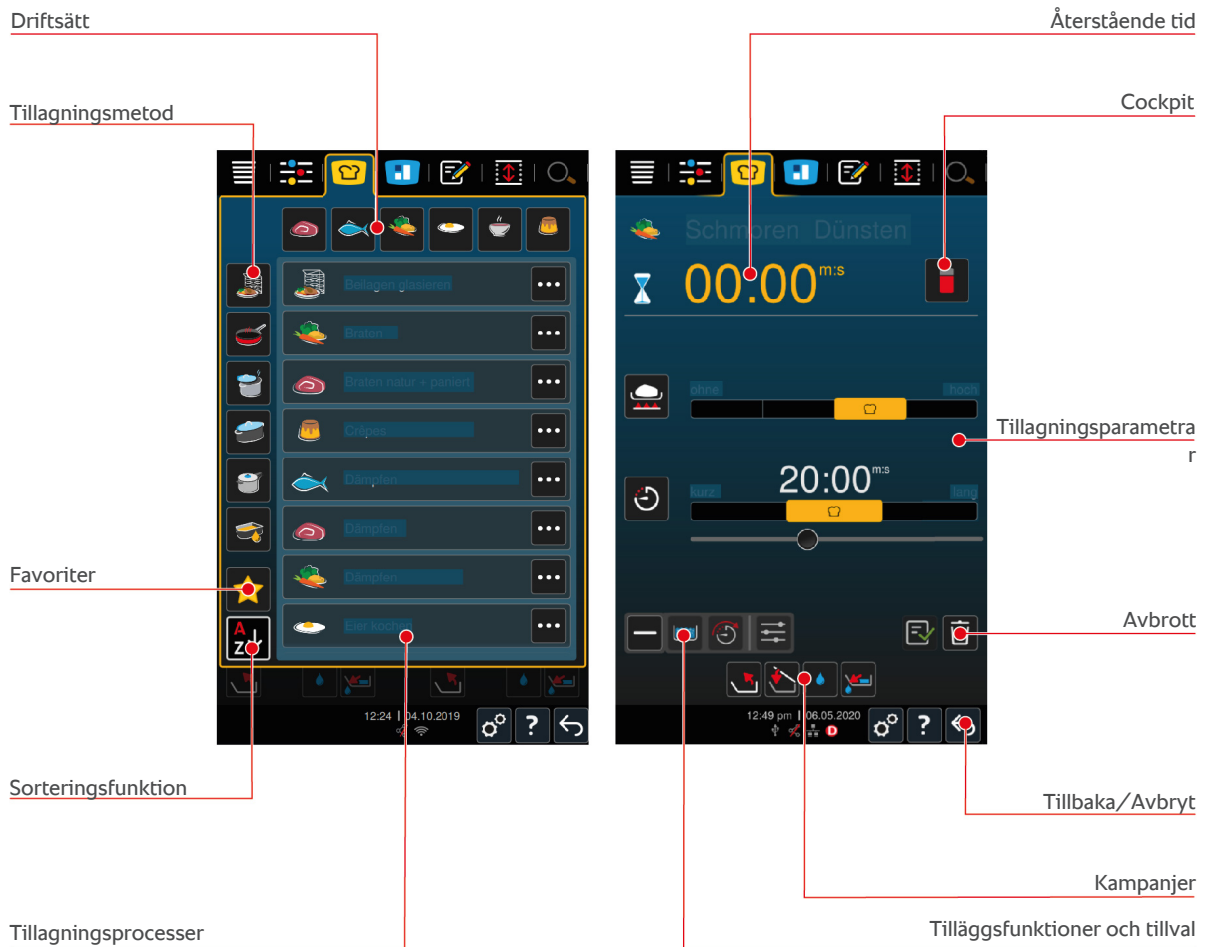 Driftsätt
Återstående tid
Cockpit
Tillagningsmetod
Schmoren Dünsten
00:00 m:s
Beilagen glasieren
Braten
Braten natur + paniert
ohne
hoch
Crêpes
Tillagningsparametra
r
Dämpfen
20:00 m:s
kurz
lang
Dämpfen
Favoriter
Dämpfen
Avbrott
A
Z
Eier kochen
12:24 | 04.10.2019
?
12:49 pm | 06.05.2020
D
?
Sorteringsfunktion
Tillbaka/Avbryt
Kampanjer
Tillagningsprocesser
Tilläggsfunktioner och tillval